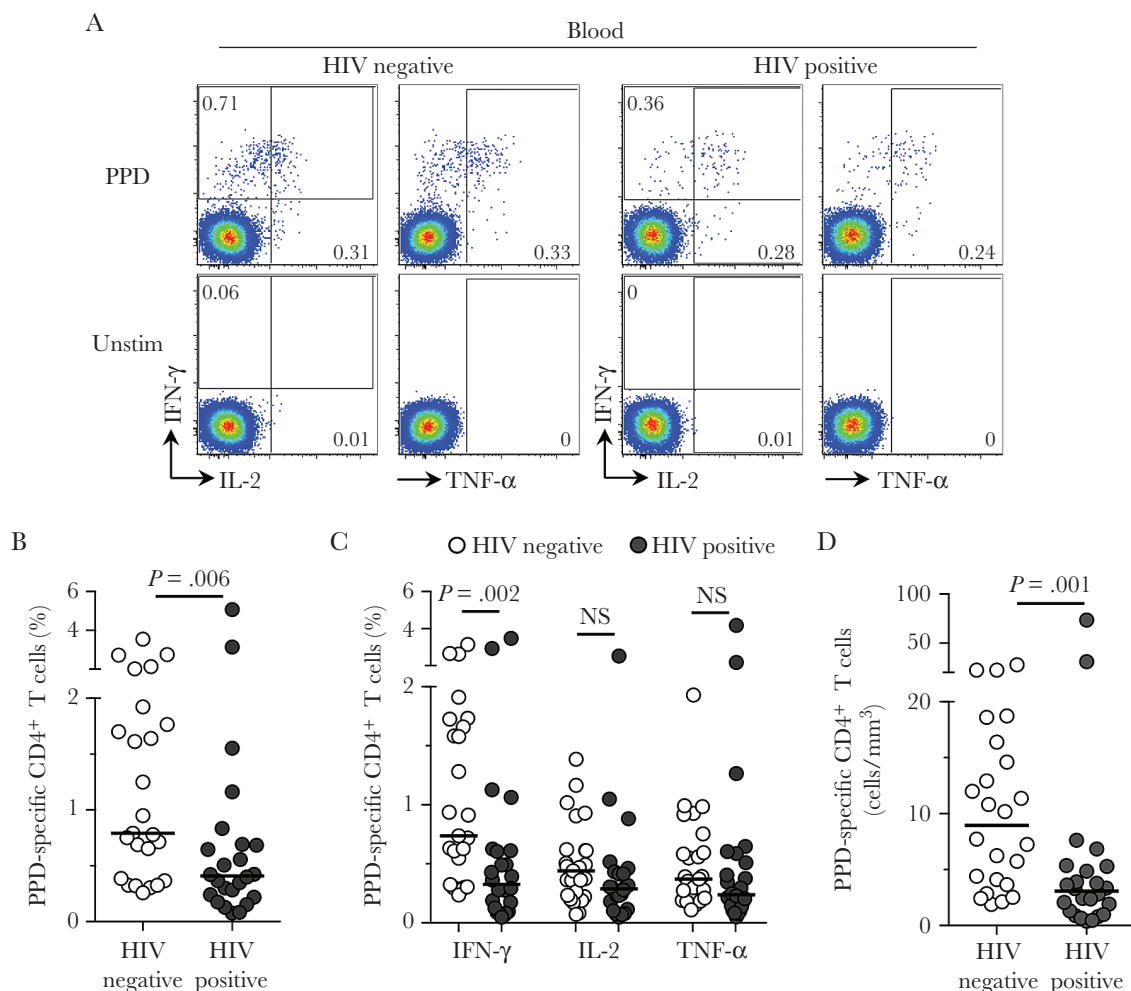 A
Blood
HIV negative
HIV positive
PPD
0.71
0.31
0.33
0.36
0.28
0.24
Unstim
0.06
0.01
0
0
0.01
0
IFN-γ
IL-2
TNF-α
IFN-γ
IL-2
TNF-α
B
PPD-specific CD4⁺ T cells (%)
P = .006
6
4
2
1
0
HIV
negative
HIV
positive
C
HIV negative
HIV positive
PPD-specific CD4⁺ T cells (%)
P = .002
NS
NS
6
4
2
1
0
IFN-γ
IL-2
TNF-α
D
PPD-specific CD4⁺ T cells
(cells/mm³)
P = .001
100
50
20
10
0
HIV
negative
HIV
positive